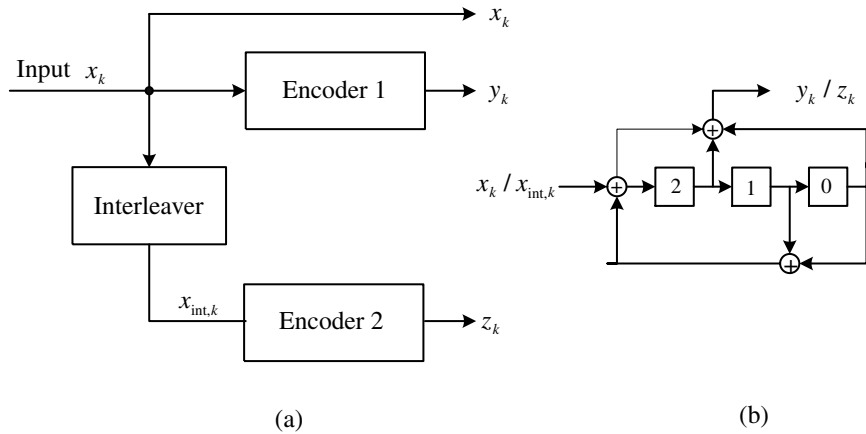 x_k
Input x_k
Encoder 1
y_k
Interleaver
x_int,k
Encoder 2
z_k
(a)
y_k / z_k
+
x_k / x_int,k
+
2
1
0
+
(b)